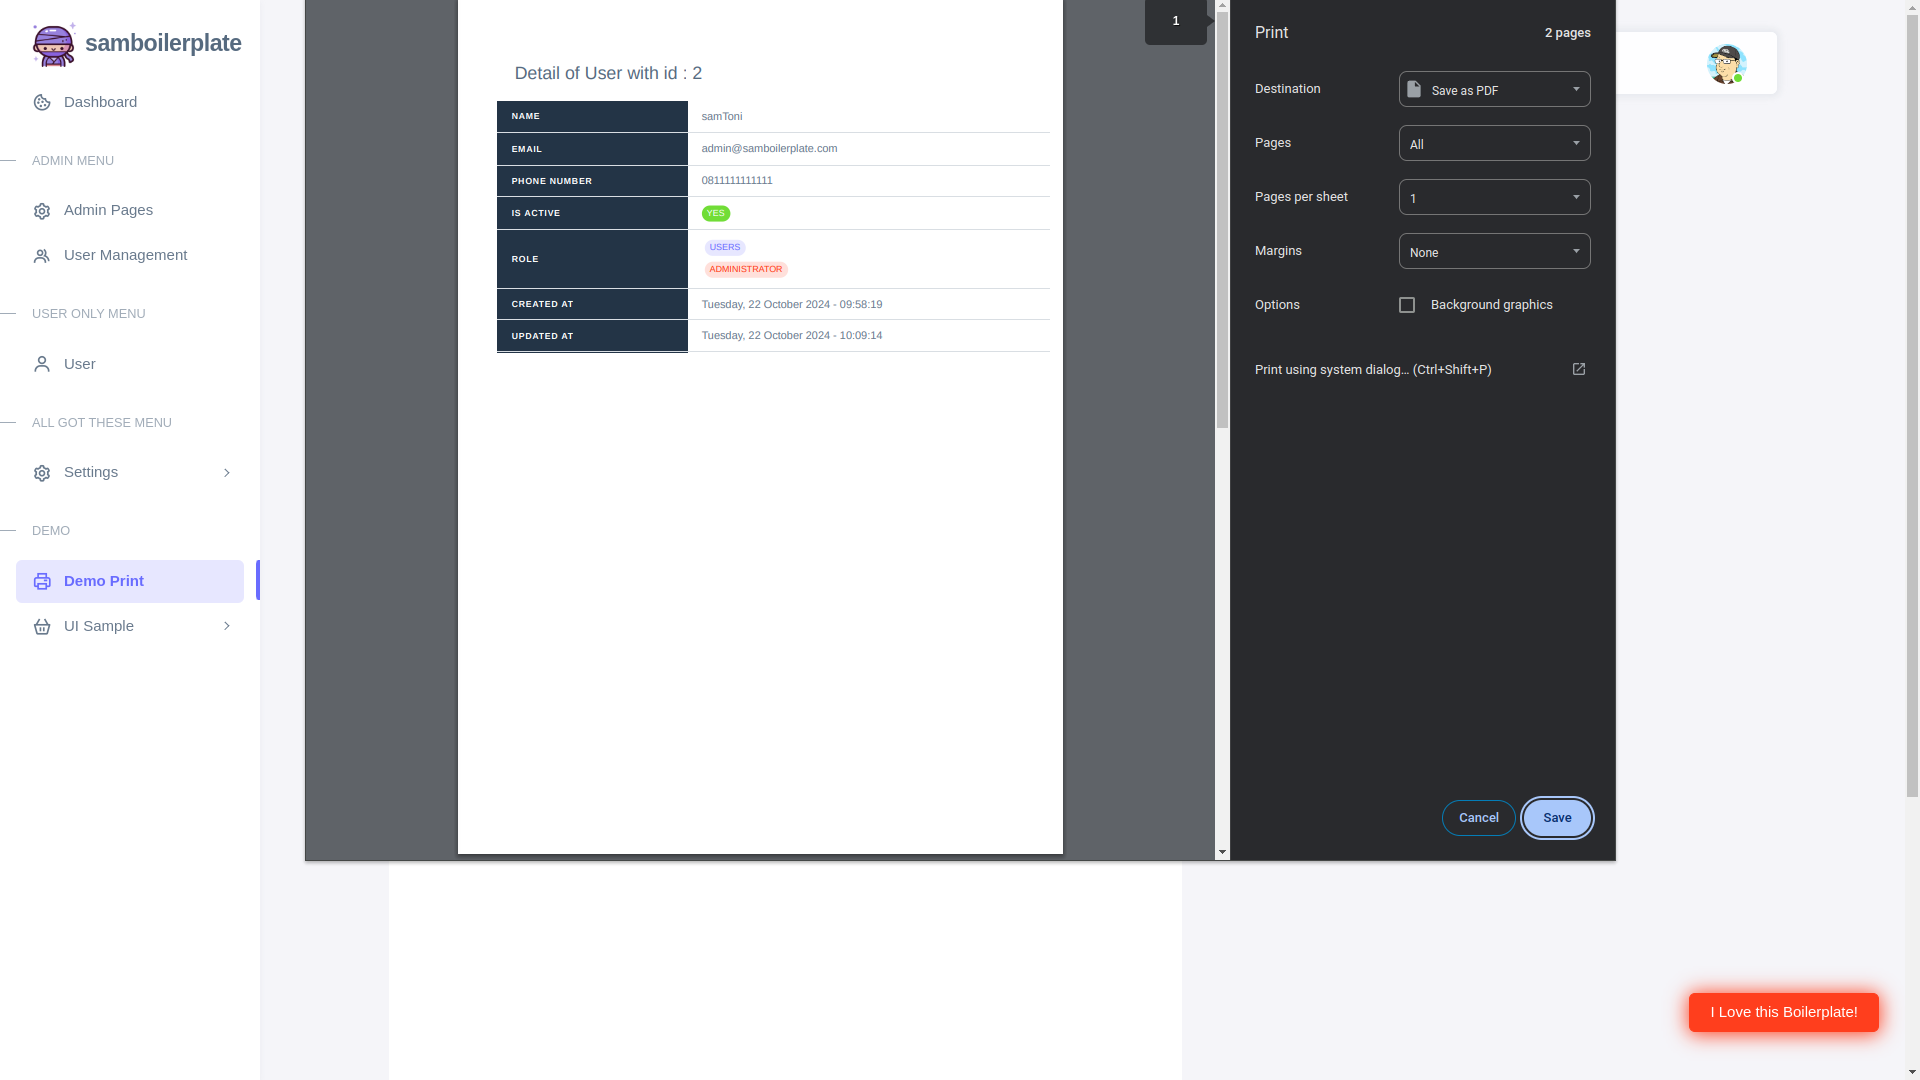 samboilerplate
Dashboard
ADMIN MENU
Admin Pages
User Management
USER ONLY MENU
User
ALL GOT THESE MENU
Settings
DEMO
Demo Print
UI Sample
Detail of User with id : 2
NAME samToni
EMAIL admin@samboilerplate.com
PHONE NUMBER 0811111111111
IS ACTIVE YES
ROLE USERS
ADMINISTRATOR
CREATED AT Tuesday, 22 October 2024 - 09:58:19
UPDATED AT Tuesday, 22 October 2024 - 10:09:14
1
Print 2 pages
Destination Save as PDF
Pages All
Pages per sheet 1
Margins None
Options Background graphics
Print using system dialog... (Ctrl+Shift+P)
Cancel Save
I Love this Boilerplate!